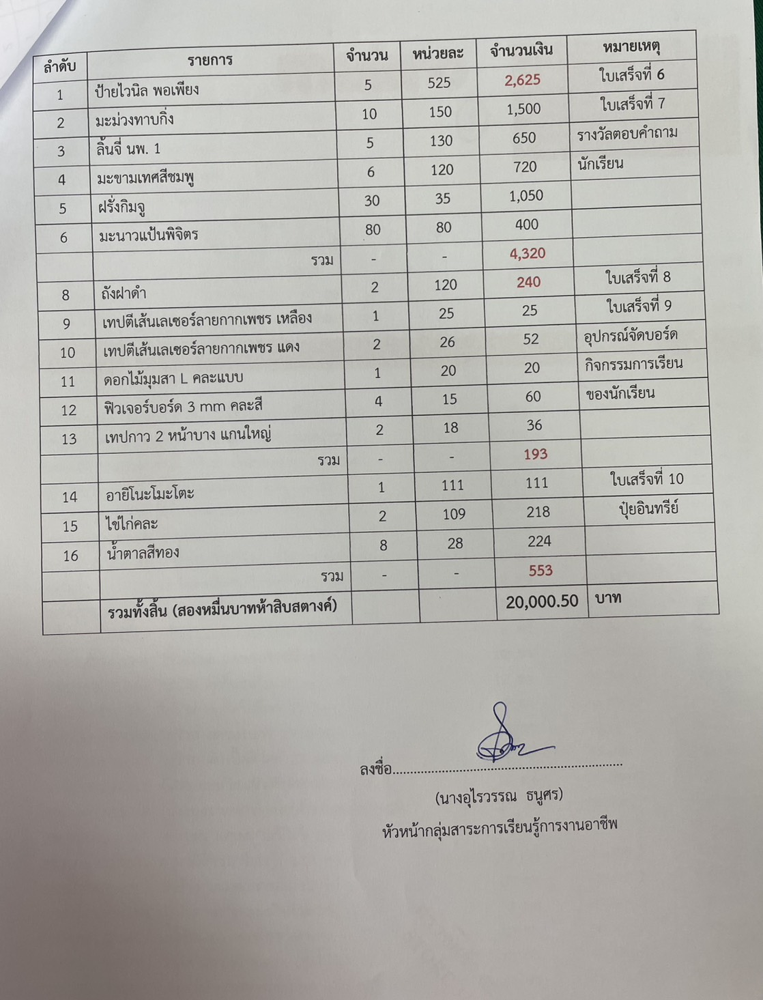 ลำดับ รายการ จำนวน หน่วยละ จำนวนเงิน หมายเหตุ
1 ป้ายไวนิล พอเพียง 5 525 2,625 ใบเสร็จที่ 6
2 มะม่วงทาบกิ่ง 10 150 1,500 ใบเสร็จที่ 7
3 ลิ้นจี่ นพ. 1 5 130 650 รางวัลตอบคำถาม
4 มะขามเทศสีชมพู 6 120 720 นักเรียน
5 ฝรั่งกิมจู 30 35 1,050
6 มะนาวแป้นพิจิตร 80 80 400
รวม - - 4,320
8 ถังฝาดำ 2 120 240 ใบเสร็จที่ 8
9 เทปตีเส้นเลเซอร์ลายกากเพชร เหลือง 1 25 25 ใบเสร็จที่ 9
10 เทปตีเส้นเลเซอร์ลายกากเพชร แดง 2 26 52 อุปกรณ์จัดบอร์ด
11 ดอกไม้มุมสา L คละแบบ 1 20 20 กิจกรรมการเรียน
12 ฟิวเจอร์บอร์ด 3 mm คละสี 4 15 60 ของนักเรียน
13 เทปกาว 2 หน้าบาง แกนใหญ่ 2 18 36
รวม - - 193
14 อายิโนะโมะโตะ 1 111 111 ใบเสร็จที่ 10
15 ไข่ไก่คละ 2 109 218 ปุ๋ยอินทรีย์
16 น้ำตาลสีทอง 8 28 224
รวม - - 553
รวมทั้งสิ้น (สองหมื่นบาทห้าสิบสตางค์) 20,000.50 บาท
ลงชื่อ................................................................
(นางอุไรวรรณ ธนูศร)
หัวหน้ากลุ่มสาระการเรียนรู้การงานอาชีพ